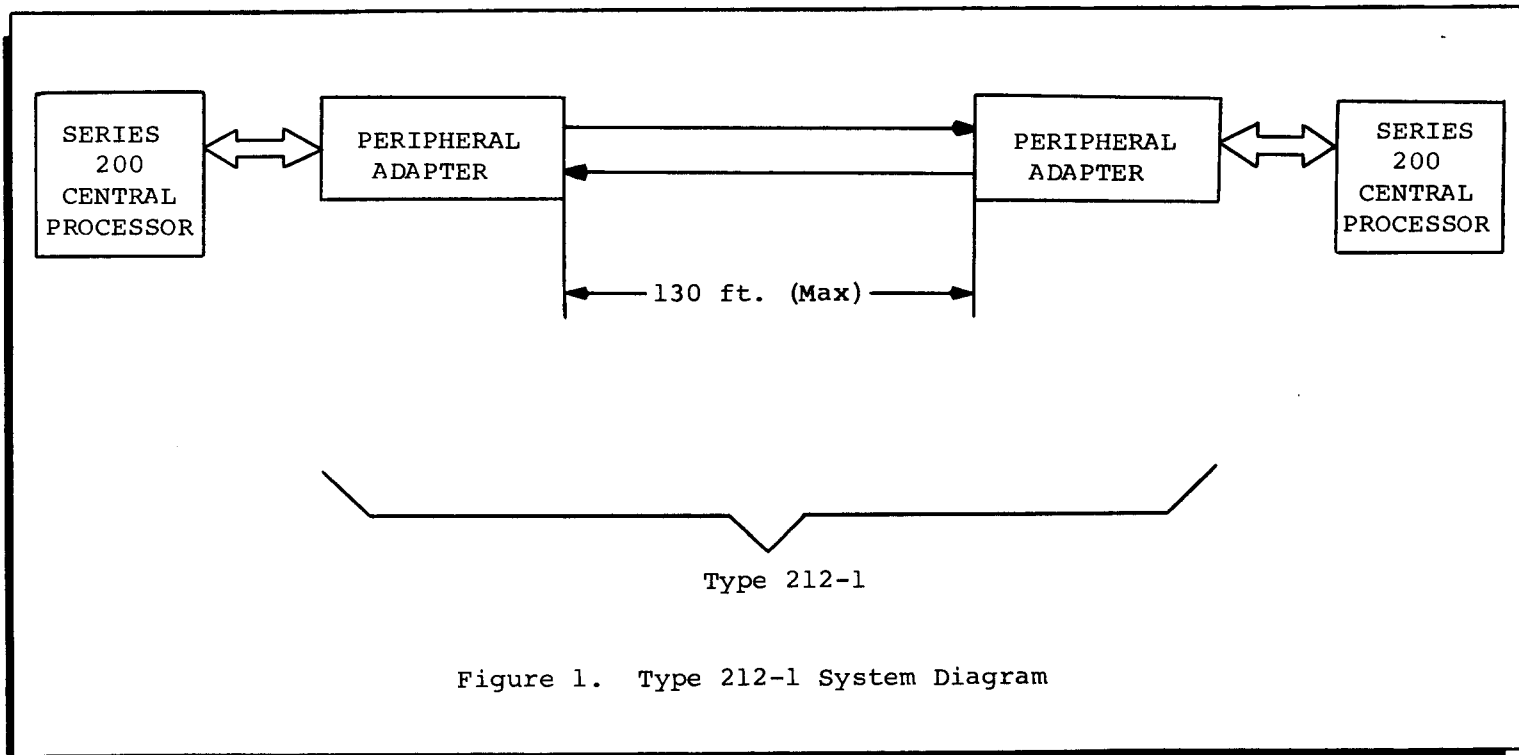 SERIES
200
CENTRAL
PROCESSOR
PERIPHERAL
ADAPTER
130 ft. (Max)
PERIPHERAL
ADAPTER
SERIES
200
CENTRAL
PROCESSOR
Type 212-1
Figure 1. Type 212-1 System Diagram